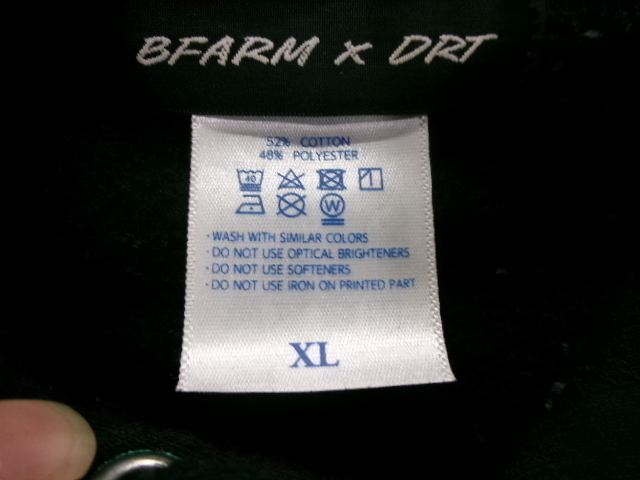 BFARM x DRT
52% COTTON
48% POLYESTER
40
W
· WASH WITH SIMILAR COLORS
· DO NOT USE OPTICAL BRIGHTENERS
· DO NOT USE SOFTENERS
· DO NOT USE IRON ON PRINTED PART
XL